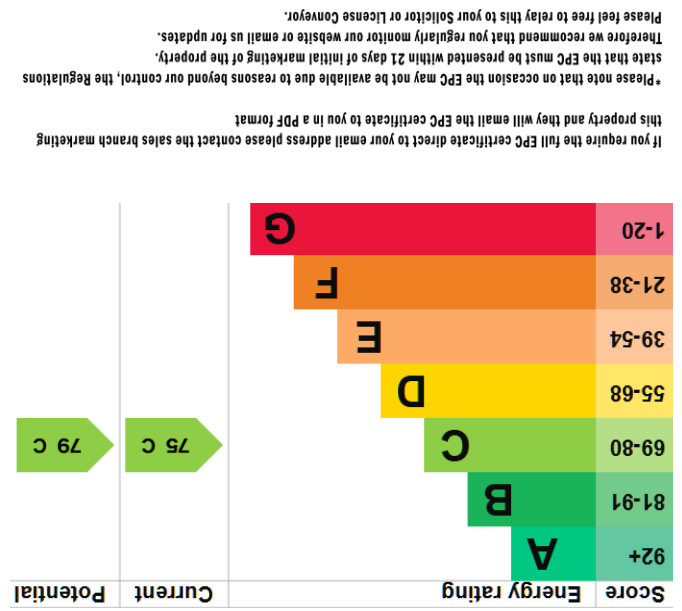 Score Energy rating Current Potential
92+ A
81-91 B
69-80 C 75 C 79 C
55-68 D
39-54 E
21-38 F
1-20 G
If you require the full EPC certificate direct to your email address please contact the sales branch marketing
this property and they will email the EPC certificate to you in a PDF format
*Please note that on occasion the EPC may not be available due to reasons beyond our control, the Regulations
state that the EPC must be presented within 21 days of initial marketing of the property.
Therefore we recommend that you regularly monitor our website or email us for updates.
Please feel free to relay this to your Solicitor or License Conveyor.